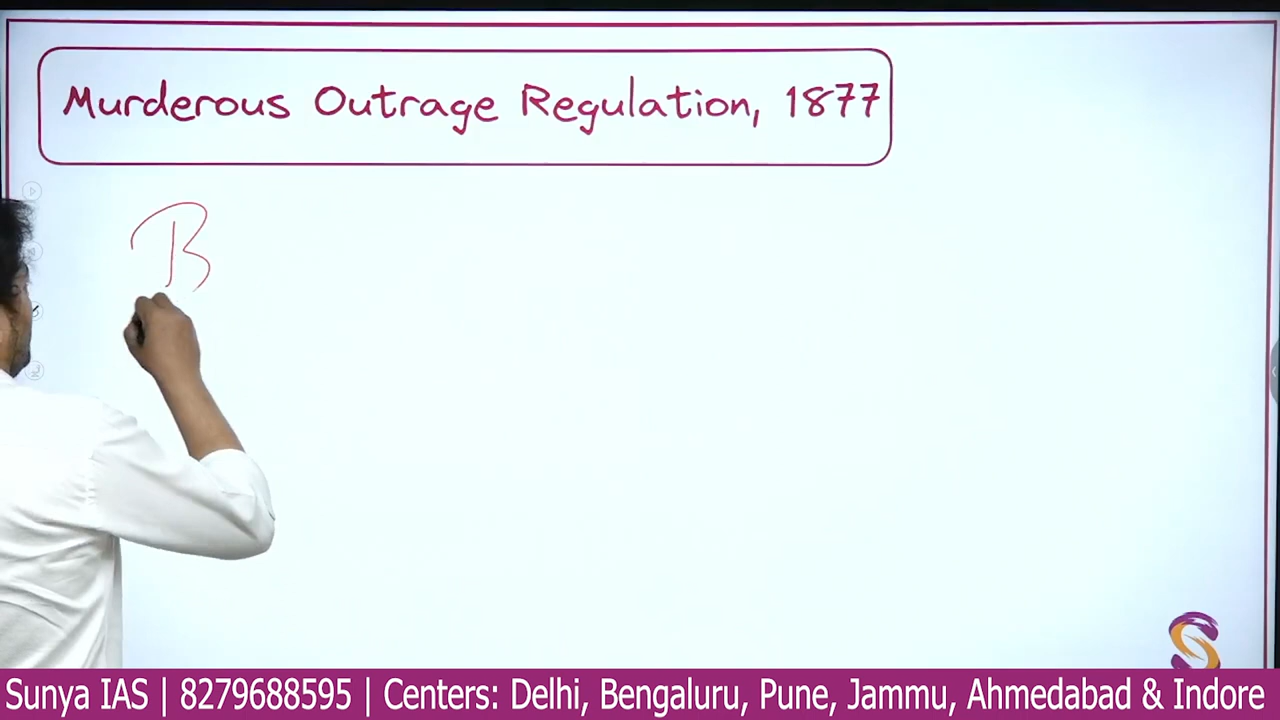 Murderous Outrage Regulation, 1877
B
Sunya IAS | 8279688595 | Centers: Delhi, Bengaluru, Pune, Jammu, Ahmedabad & Indore